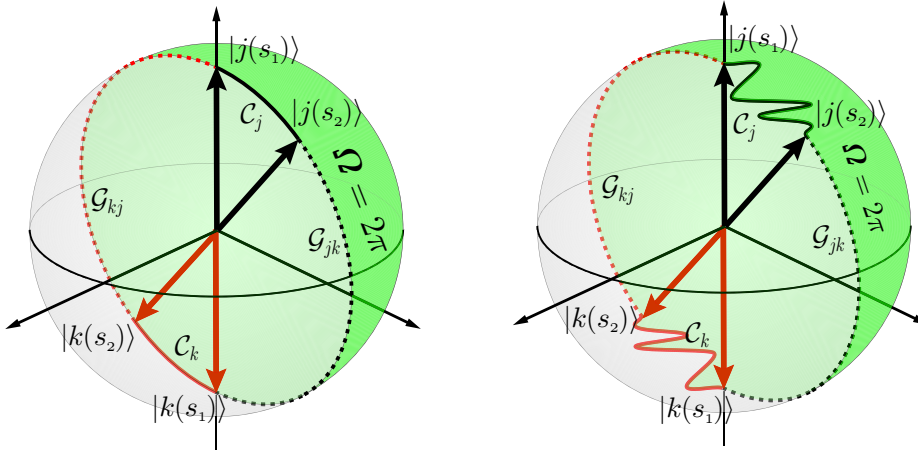 |j(s₁)⟩
𝒞ⱼ
|j(s₂)⟩
Ω = 2π
𝒢ₖⱼ
𝒢ⱼₖ
|k(s₂)⟩
𝒞ₖ
|k(s₁)⟩
|j(s₁)⟩
𝒞ⱼ
|j(s₂)⟩
Ω = 2π
𝒢ₖⱼ
𝒢ⱼₖ
|k(s₂)⟩
𝒞ₖ
|k(s₁)⟩